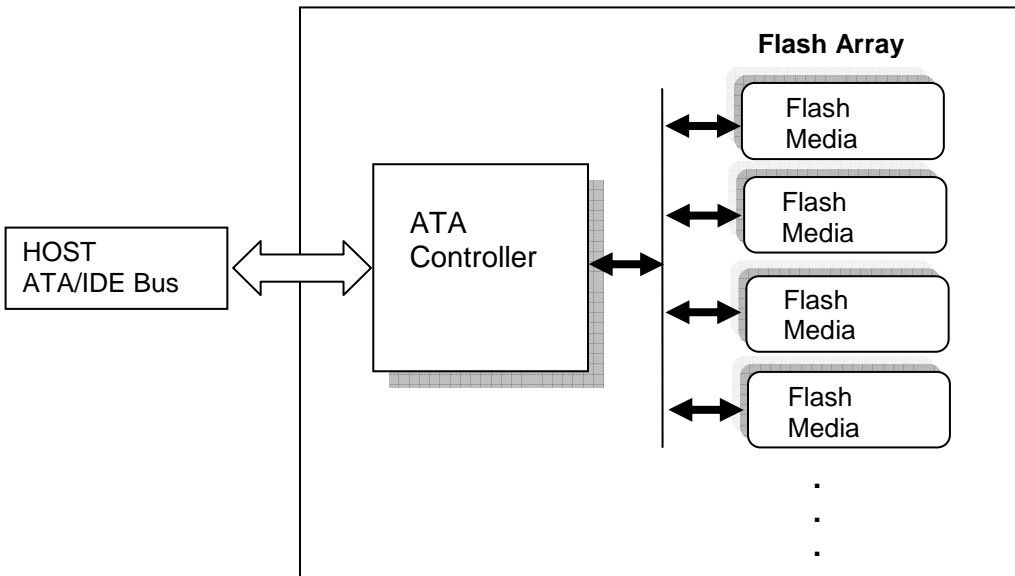 Flash Array
Flash
Media
Flash
Media
Flash
Media
Flash
Media
ATA
Controller
HOST
ATA/IDE Bus
.
.
.